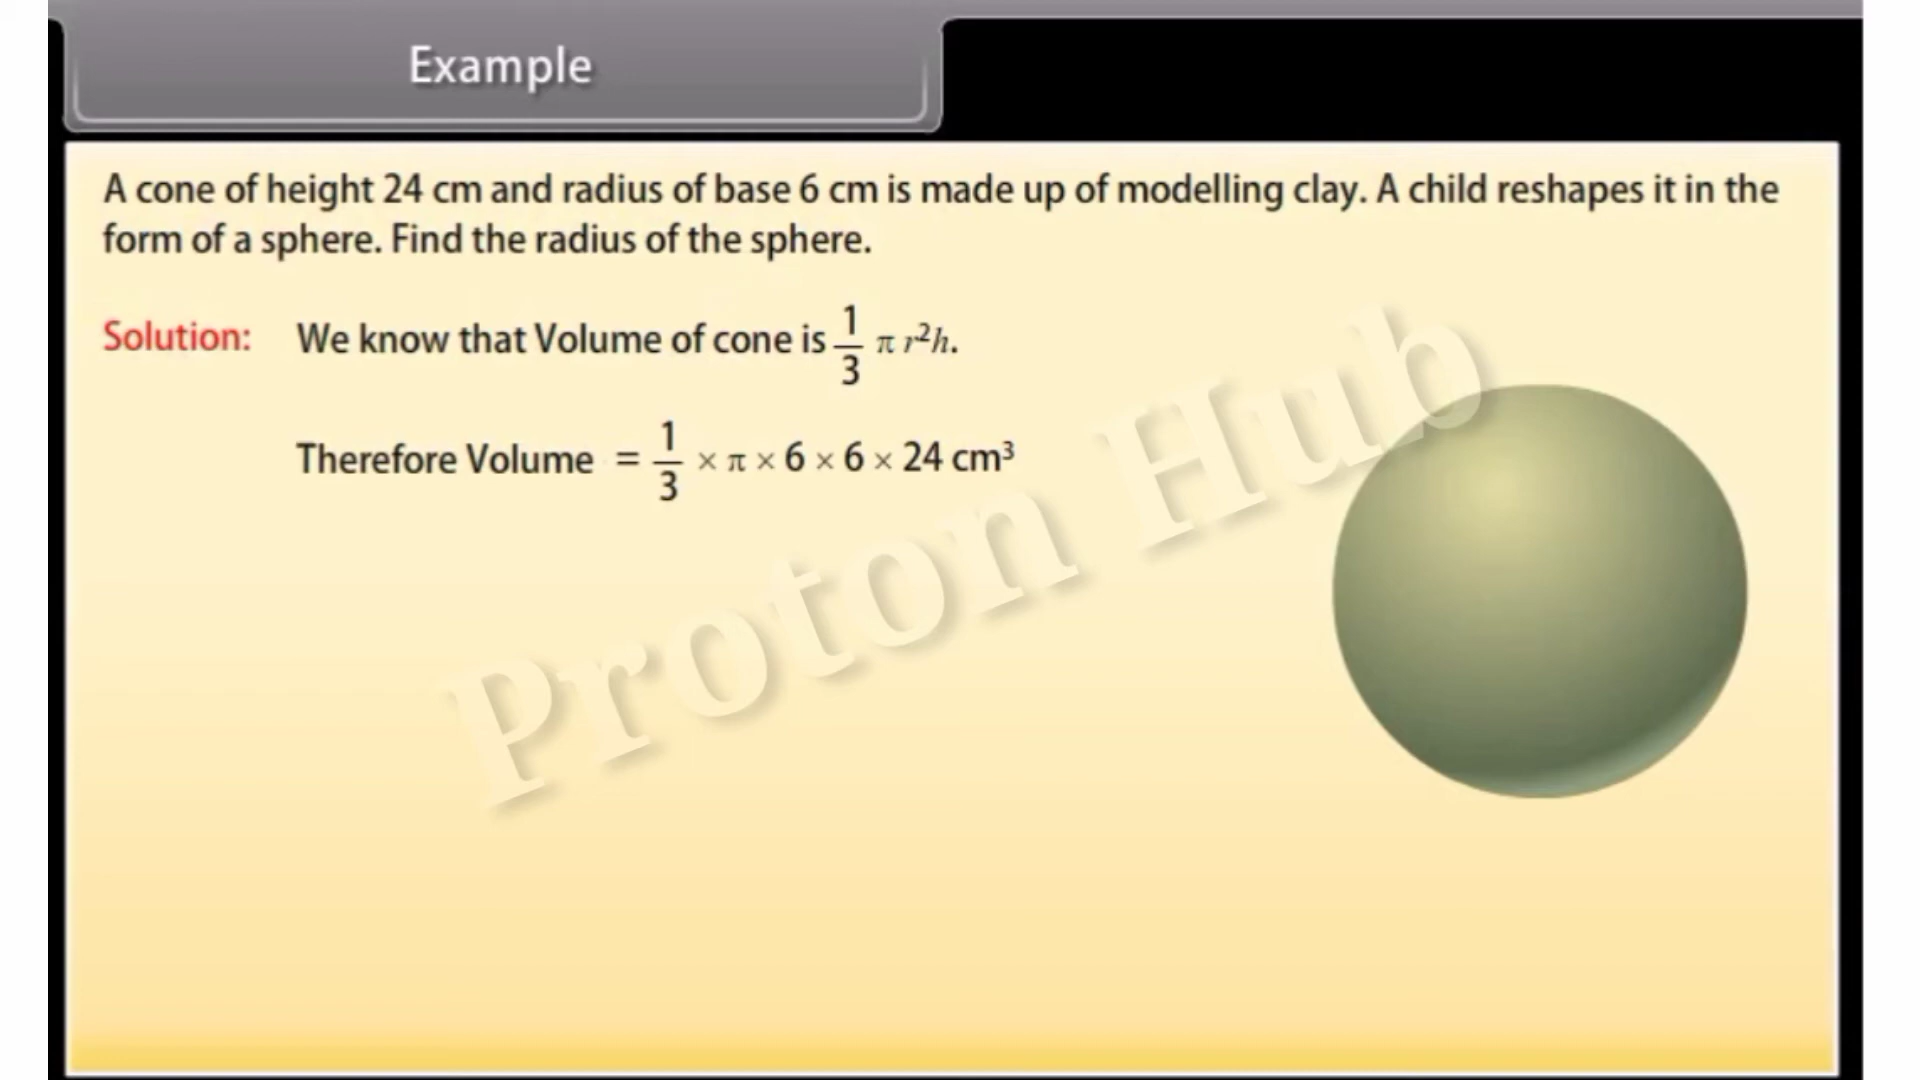 Example
A cone of height 24 cm and radius of base 6 cm is made up of modelling clay. A child reshapes it in the
form of a sphere. Find the radius of the sphere.
Solution: We know that Volume of cone is 1/3 π r²h.
Therefore Volume = 1/3 × π × 6 × 6 × 24 cm³
Proton Hub